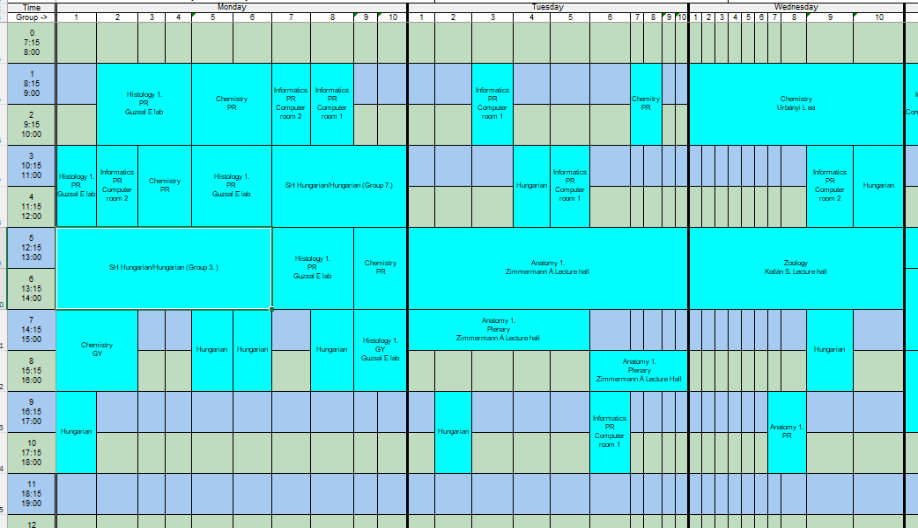 Time
Monday
Tuesday
Wednesday
Group ->
1 2 3 4 5 6 7 8 9 10
1 2 3 4 5 6 7 8 9 10
1 2 3 4 5 6 7 8 9 10
0
7:15
8:00
1
8:15
9:00
2
9:15
10:00
Histology 1.
PR
Guzsal E lab
Chemistry
PR
Informatics
PR
Computer
room 2
Informatics
PR
Computer
room 1
Informatics
PR
Computer
room 1
Chemitry
PR
Chemistry
Urbányi L ea
3
10:15
11:00
4
11:15
12:00
Histology 1.
PR
Guzsal E lab
Informatics
PR
Computer
room 2
Chemistry
PR
Histology 1.
PR
Guzsal E lab
SH Hungarian/Hungarian (Group 7.)
Hungarian
Informatics
PR
Computer
room 1
Informatics
PR
Computer
room 2
Hungarian
5
12:15
13:00
6
13:15
14:00
SH Hungarian/Hungarian (Group 3. )
Histology 1.
PR
Guzsal E lab
Chemistry
PR
Anatomy 1.
Zimmermann A Lecture hall
Zoology
Kotlán S. Lecture hall
7
14:15
15:00
8
15:15
16:00
Chemistry
GY
Hungarian
Hungarian
Hungarian
Histology 1.
GY
Guzsal E lab
Anatomy 1.
Plenary
Zimmermann A Lecture hall
Anatomy 1.
Plenary
Zimmermann A Lecture Hall
Hungarian
9
16:15
17:00
10
17:15
18:00
Hungarian
Hungarian
Informatics
PR
Computer
room 1
Anatomy 1.
PR
11
18:15
19:00
12